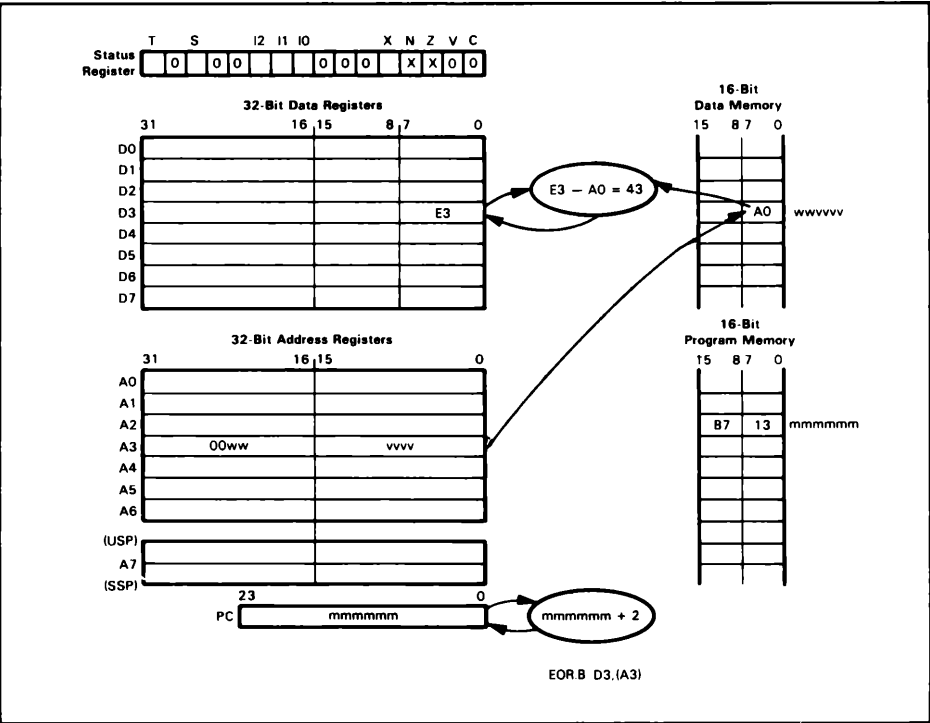 T S I2 I1 I0 X N Z V C
Status Register 0 0 0 0 0 0 X X 0 0
32-Bit Data Registers
31 16 15 8 7 0
D0
D1
D2
D3 E3
D4
D5
D6
D7
E3 — A0 = 43
16-Bit
Data Memory
15 8 7 0
A0 wwvvvv
32-Bit Address Registers
31 16 15 0
A0
A1
A2
A3 00ww vvvv
A4
A5
A6
(USP)
A7
(SSP)
23 0
PC mmmmmm
mmmmmm + 2
16-Bit
Program Memory
15 8 7 0
B7 13 mmmmmm
EOR.B D3,(A3)